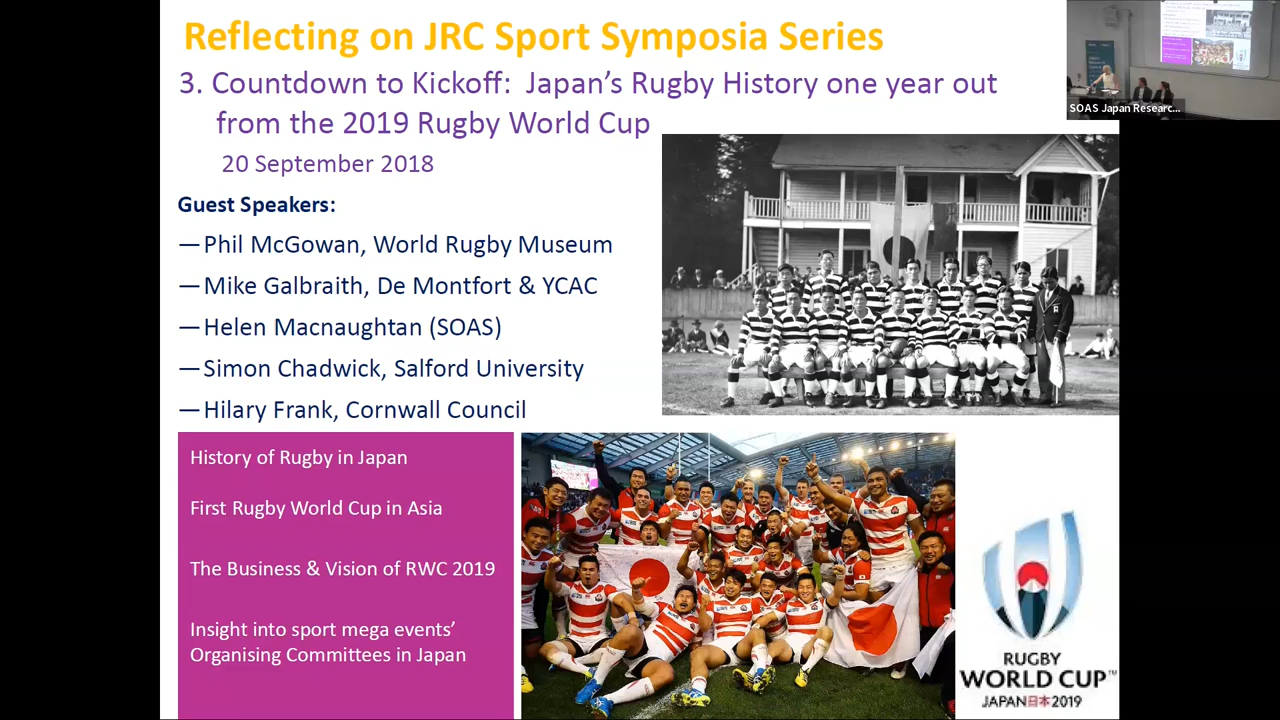 Reflecting on JRC Sport Symposia Series
3. Countdown to Kickoff: Japan's Rugby History one year out
from the 2019 Rugby World Cup
20 September 2018
Guest Speakers:
—Phil McGowan, World Rugby Museum
—Mike Galbraith, De Montfort & YCAC
—Helen Macnaughtan (SOAS)
—Simon Chadwick, Salford University
—Hilary Frank, Cornwall Council
History of Rugby in Japan
First Rugby World Cup in Asia
The Business & Vision of RWC 2019
Insight into sport mega events'
Organising Committees in Japan
RUGBY
WORLD CUP™
JAPAN日本2019
SOAS Japan Researc...